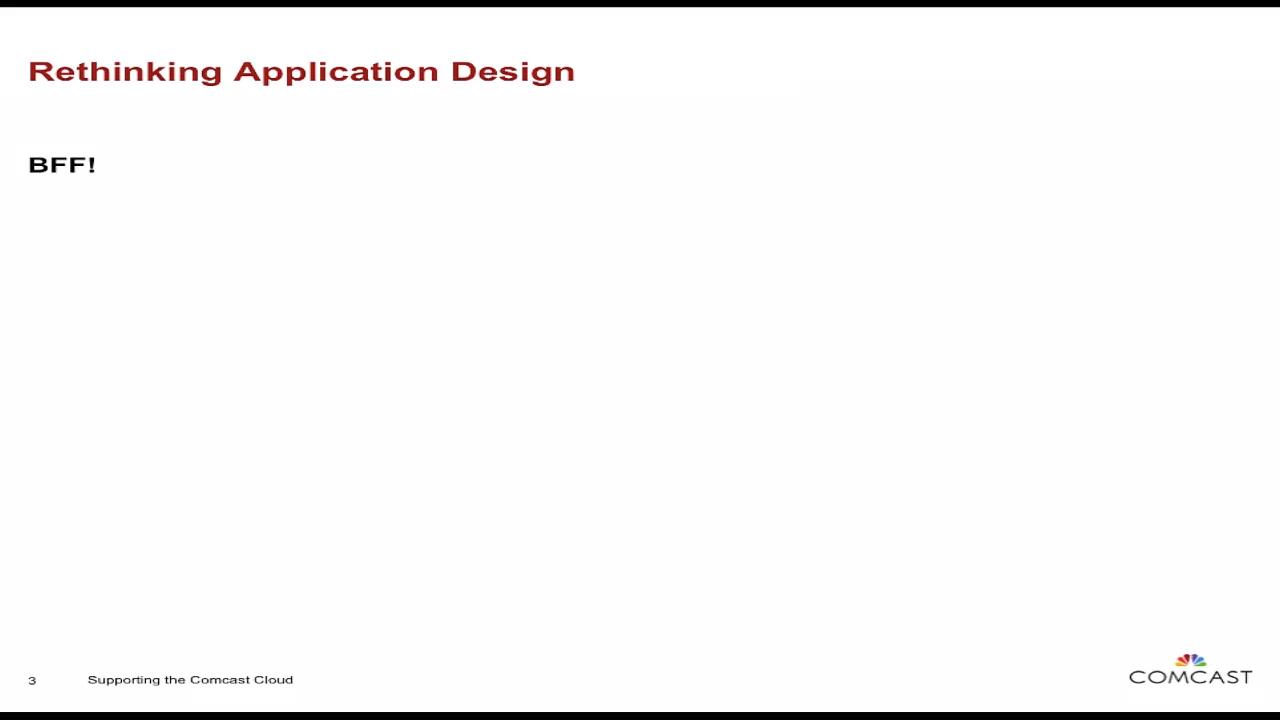 Rethinking Application Design
BFF!
3 Supporting the Comcast Cloud
COMCAST